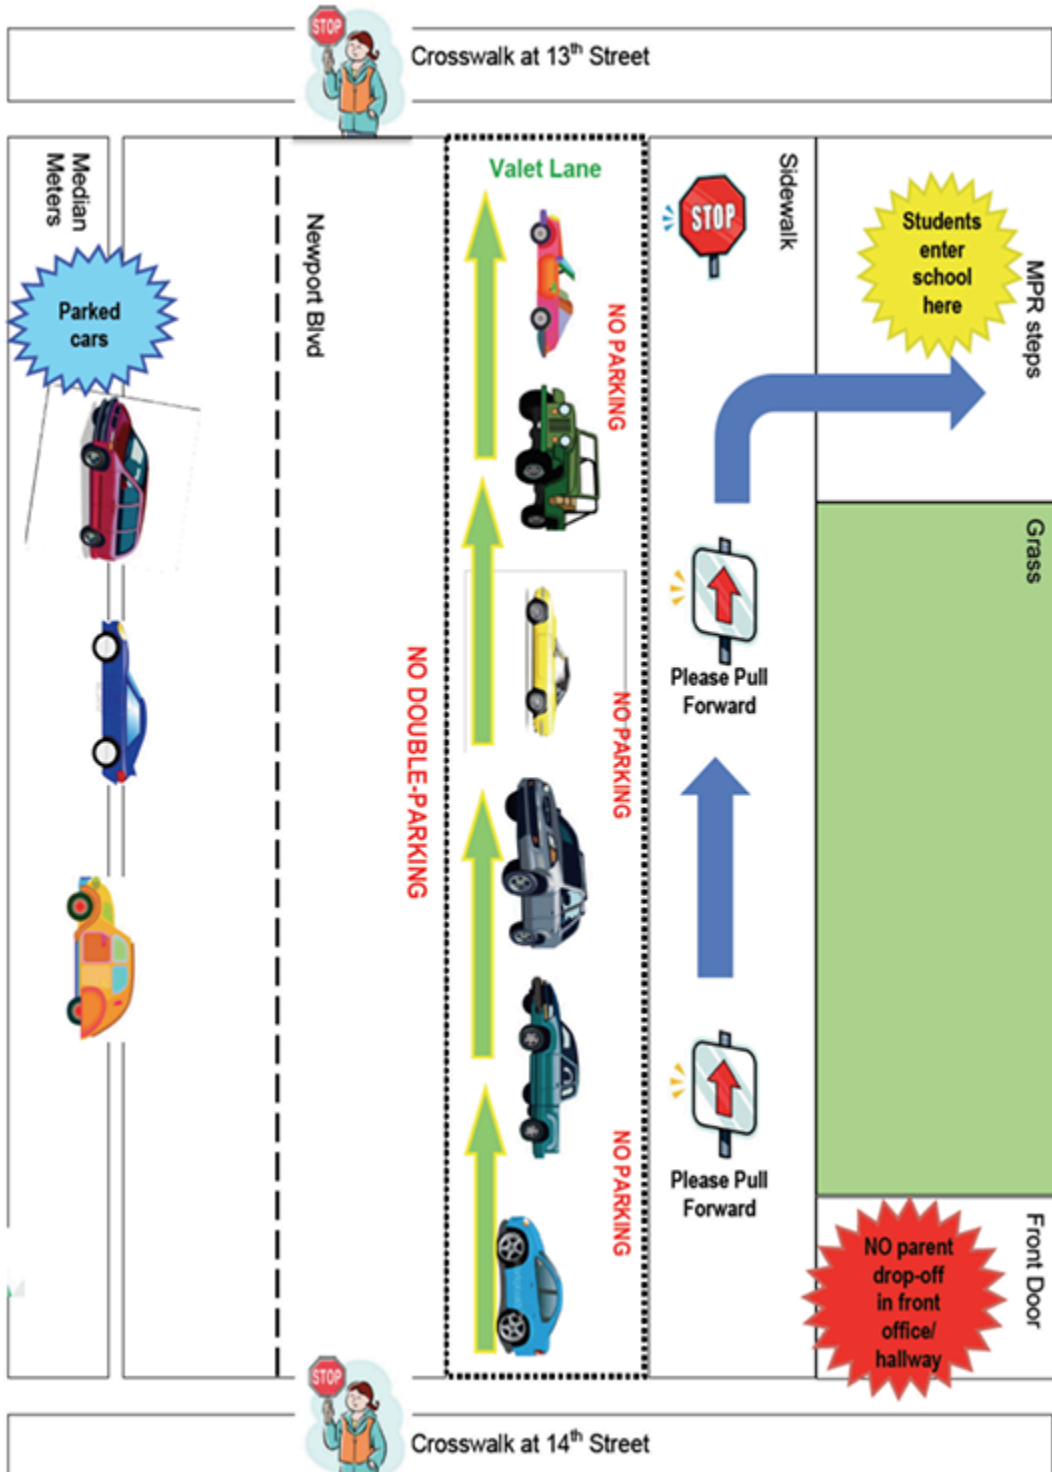 STOP
Crosswalk at 13th Street
Median
Meters
Parked
cars
Newport Blvd
Valet Lane
NO PARKING
Sidewalk
STOP
Students
enter
school
here
MPR steps
NO DOUBLE-PARKING
NO PARKING
Please Pull
Forward
Grass
NO PARKING
Please Pull
Forward
NO parent
drop-off
in front
office/
hallway
Front Door
STOP
Crosswalk at 14th Street